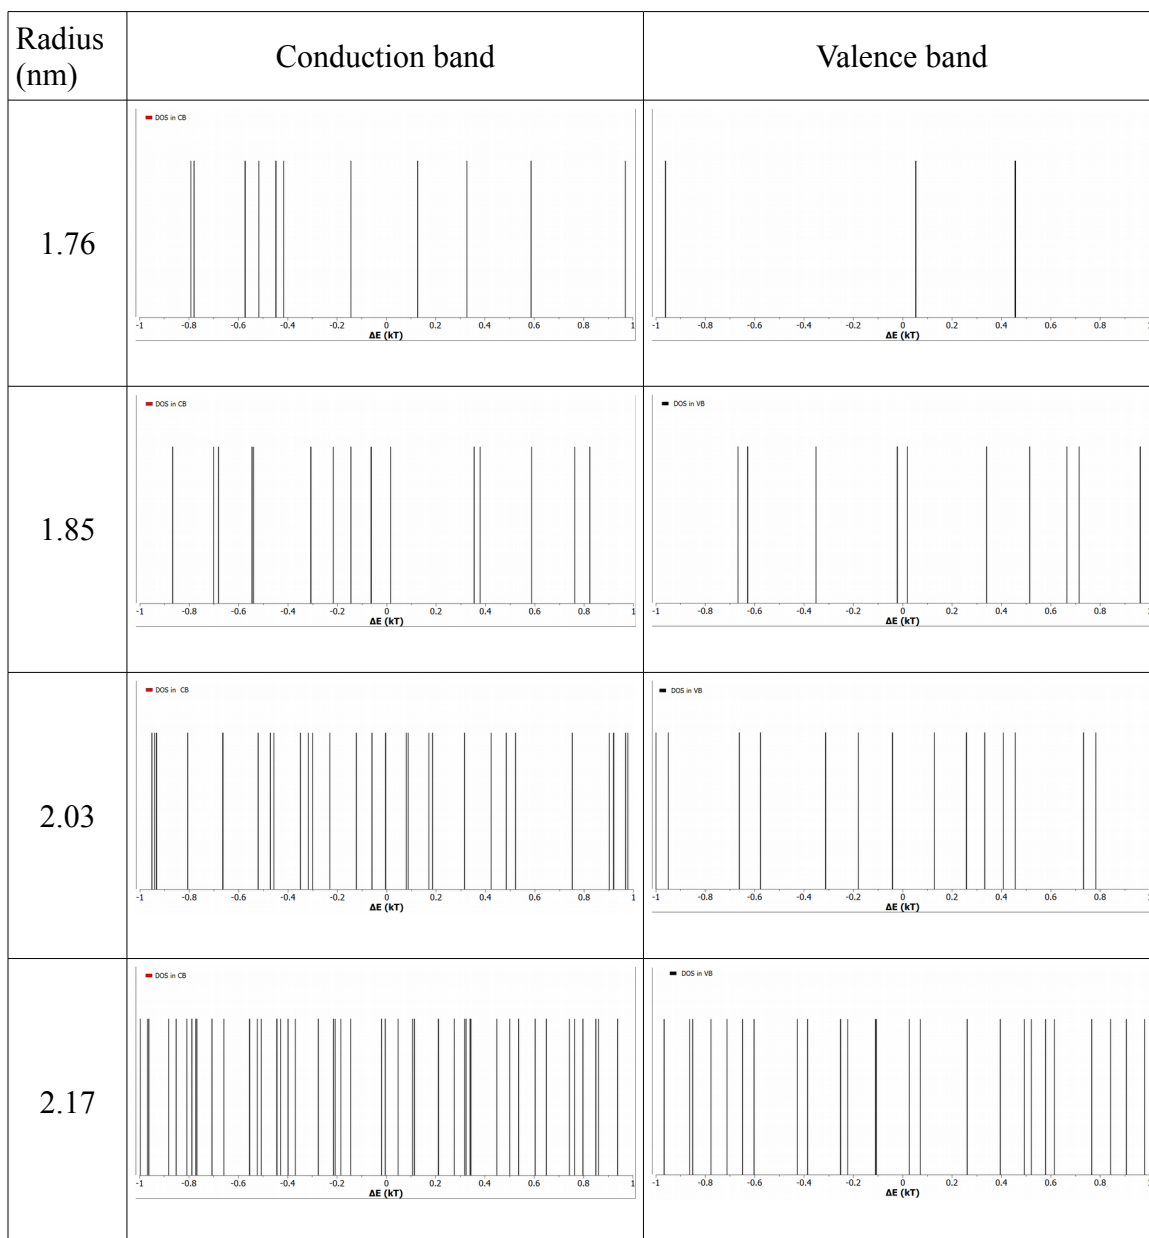 Radius (nm)
Conduction band
Valence band
1.76
DOS in CB
-1 -0.8 -0.6 -0.4 -0.2 0 0.2 0.4 0.6 0.8 1
ΔE (kT)
-1 -0.8 -0.6 -0.4 -0.2 0 0.2 0.4 0.6 0.8 1
ΔE (kT)
1.85
DOS in CB
-1 -0.8 -0.6 -0.4 -0.2 0 0.2 0.4 0.6 0.8 1
ΔE (kT)
DOS in VB
-1 -0.8 -0.6 -0.4 -0.2 0 0.2 0.4 0.6 0.8 1
ΔE (kT)
2.03
DOS in CB
-1 -0.8 -0.6 -0.4 -0.2 0 0.2 0.4 0.6 0.8 1
ΔE (kT)
DOS in VB
-1 -0.8 -0.6 -0.4 -0.2 0 0.2 0.4 0.6 0.8 1
ΔE (kT)
2.17
DOS in CB
-1 -0.8 -0.6 -0.4 -0.2 0 0.2 0.4 0.6 0.8 1
ΔE (kT)
DOS in VB
-1 -0.8 -0.6 -0.4 -0.2 0 0.2 0.4 0.6 0.8 1
ΔE (kT)